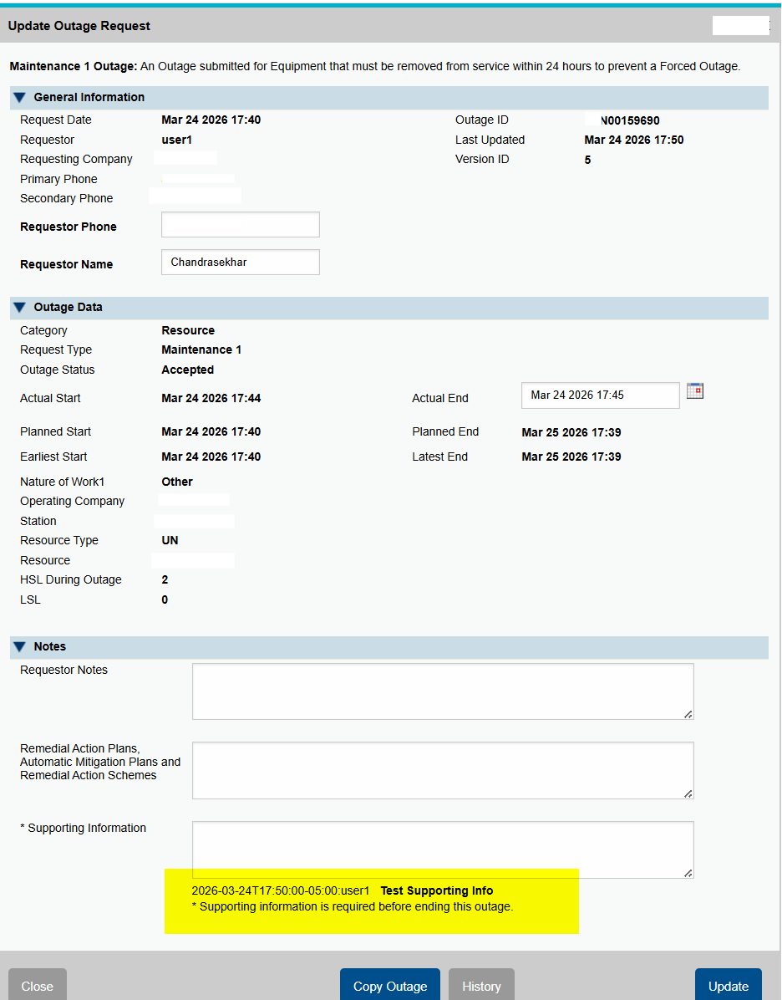 Update Outage Request
Maintenance 1 Outage: An Outage submitted for Equipment that must be removed from service within 24 hours to prevent a Forced Outage.
General Information
Request Date Mar 24 2026 17:40 Outage ID N00159690
Requestor user1 Last Updated Mar 24 2026 17:50
Requesting Company Version ID 5
Primary Phone
Secondary Phone
Requestor Phone
Requestor Name Chandrasekhar
Outage Data
Category Resource
Request Type Maintenance 1
Outage Status Accepted
Actual Start Mar 24 2026 17:44 Actual End Mar 24 2026 17:45
Planned Start Mar 24 2026 17:40 Planned End Mar 25 2026 17:39
Earliest Start Mar 24 2026 17:40 Latest End Mar 25 2026 17:39
Nature of Work1 Other
Operating Company
Station
Resource Type UN
Resource
HSL During Outage 2
LSL 0
Notes
Requestor Notes
Remedial Action Plans,
Automatic Mitigation Plans and
Remedial Action Schemes
* Supporting Information
2026-03-24T17:50:00-05:00:user1 Test Supporting Info
* Supporting information is required before ending this outage.
Close Copy Outage History Update